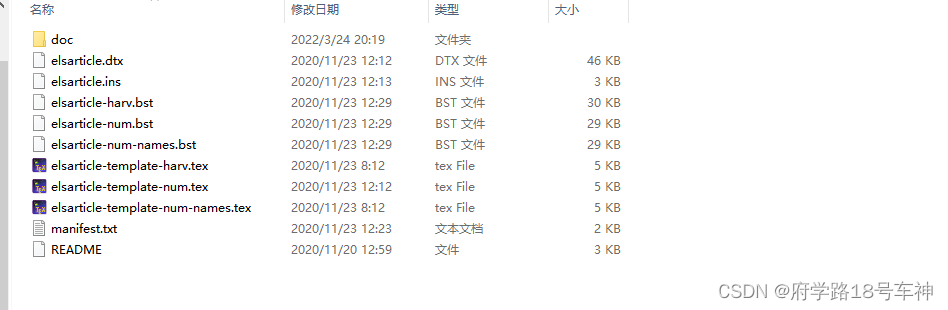 名称 修改日期 类型 大小
doc 2022/3/24 20:19 文件夹
elsarticle.dtx 2020/11/23 12:12 DTX 文件 46 KB
elsarticle.ins 2020/11/23 12:13 INS 文件 3 KB
elsarticle-harv.bst 2020/11/23 12:29 BST 文件 30 KB
elsarticle-num.bst 2020/11/23 12:29 BST 文件 29 KB
elsarticle-num-names.bst 2020/11/23 12:29 BST 文件 29 KB
elsarticle-template-harv.tex 2020/11/23 8:12 tex File 5 KB
elsarticle-template-num.tex 2020/11/23 12:12 tex File 5 KB
elsarticle-template-num-names.tex 2020/11/23 8:12 tex File 5 KB
manifest.txt 2020/11/23 12:23 文本文档 2 KB
README 2020/11/20 12:59 文件 3 KB
CSDN @府学路18号车神